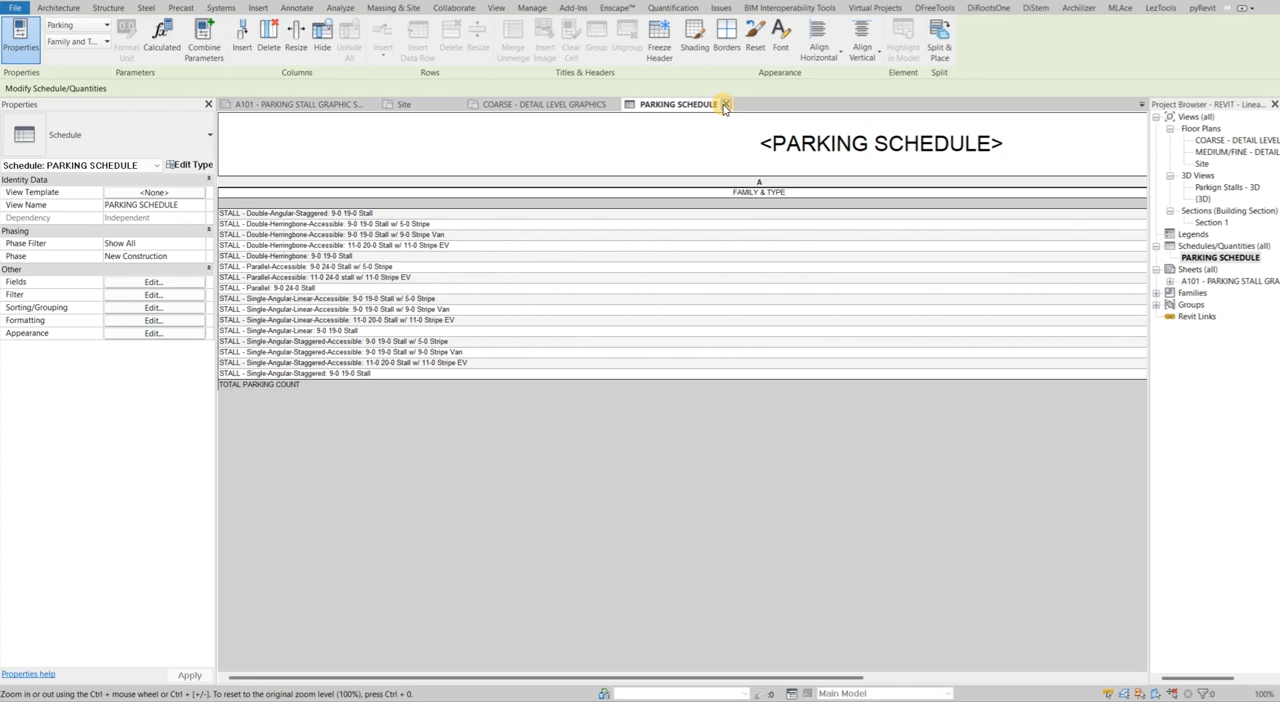 File Architecture Structure Steel Precast Systems Insert Annotate Analyze Massing & Site Collaborate View Manage Add-Ins Enscape™ Quantification Issues BIM Interoperability Tools Virtual Projects DFreeTools DiRootsOne DiStem Archilizer MLAce LezTools pyRevit
Parking
Family and T...
Properties Format Unit Calculated Combine Parameters Insert Delete Resize Hide Unhide All Insert Insert Data Row Delete Resize Merge Unmerge Insert Image Clear Cell Group Ungroup Freeze Header Shading Borders Reset Font Align Horizontal Align Vertical Highlight in Model Split & Place
Properties Parameters Columns Rows Titles & Headers Appearance Element Split
Modify Schedule/Quantities
Properties
Schedule
Schedule: PARKING SCHEDULE Edit Type
Identity Data
View Template <None>
View Name PARKING SCHEDULE
Dependency Independent
Phasing
Phase Filter Show All
Phase New Construction
Other
Fields Edit...
Filter Edit...
Sorting/Grouping Edit...
Formatting Edit...
Appearance Edit...
Properties help Apply
A101 - PARKING STALL GRAPHIC S... Site COARSE - DETAIL LEVEL GRAPHICS PARKING SCHEDULE
<PARKING SCHEDULE>
A
FAMILY & TYPE
STALL - Double-Angular-Staggered: 9-0 19-0 Stall
STALL - Double-Herringbone-Accessible: 9-0 19-0 Stall w/ 5-0 Stripe
STALL - Double-Herringbone-Accessible: 9-0 19-0 Stall w/ 9-0 Stripe Van
STALL - Double-Herringbone-Accessible: 11-0 20-0 Stall w/ 11-0 Stripe EV
STALL - Double-Herringbone: 9-0 19-0 Stall
STALL - Parallel-Accessible: 9-0 24-0 Stall w/ 5-0 Stripe
STALL - Parallel-Accessible: 11-0 24-0 stall w/ 11-0 Stripe EV
STALL - Parallel: 9-0 24-0 Stall
STALL - Single-Angular-Linear-Accessible: 9-0 19-0 Stall w/ 5-0 Stripe
STALL - Single-Angular-Linear-Accessible: 9-0 19-0 Stall w/ 9-0 Stripe Van
STALL - Single-Angular-Linear-Accessible: 11-0 20-0 Stall w/ 11-0 Stripe EV
STALL - Single-Angular-Linear: 9-0 19-0 Stall
STALL - Single-Angular-Staggered-Accessible: 9-0 19-0 Stall w/ 5-0 Stripe
STALL - Single-Angular-Staggered-Accessible: 9-0 19-0 Stall w/ 9-0 Stripe Van
STALL - Single-Angular-Staggered-Accessible: 11-0 20-0 Stall w/ 11-0 Stripe EV
STALL - Single-Angular-Staggered: 9-0 19-0 Stall
TOTAL PARKING COUNT
Project Browser - REVIT - Linea...
Views (all)
Floor Plans
COARSE - DETAIL LEVEL
MEDIUM/FINE - DETAIL
Site
3D Views
Parkign Stalls - 3D
{3D}
Sections (Building Section)
Section 1
Legends
Schedules/Quantities (all)
PARKING SCHEDULE
Sheets (all)
A101 - PARKING STALL GRA
Families
Groups
Revit Links
Zoom in or out using the Ctrl + mouse wheel or Ctrl + [+/-]. To reset to the original zoom level (100%), press Ctrl + 0. :0 Main Model :0 100%